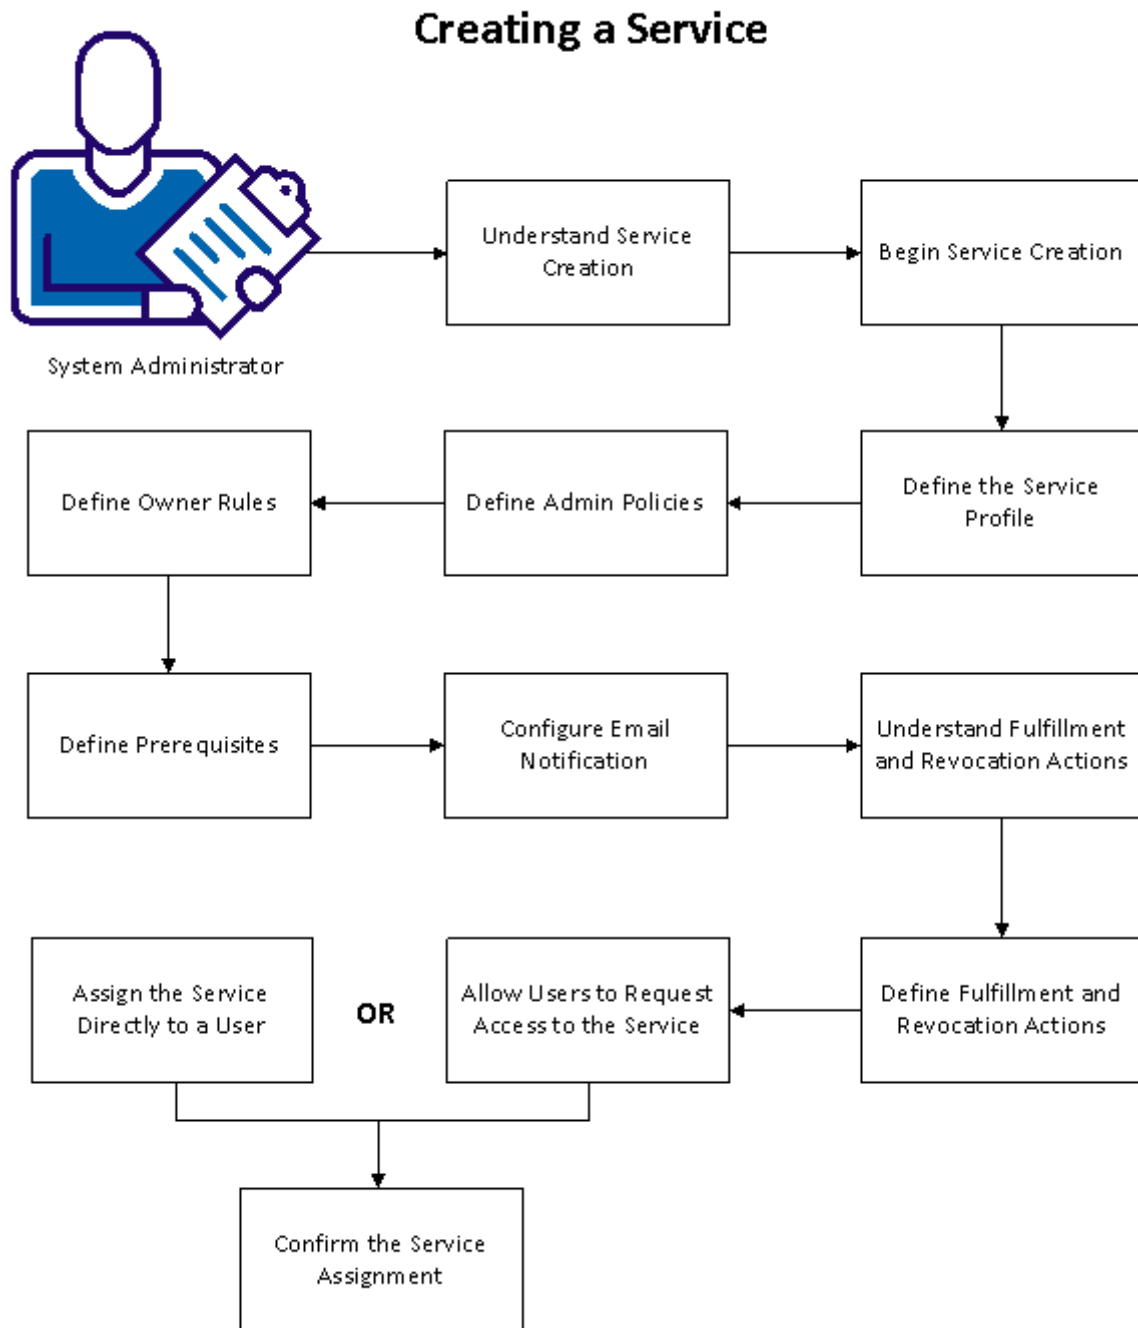 Creating a Service
System Administrator
Understand Service
Creation
Begin Service Creation
Define the Service
Profile
Define Admin Policies
Define Owner Rules
Define Prerequisites
Configure Email
Notification
Understand Fulfillment
and Revocation Actions
Define Fulfillment and
Revocation Actions
Allow Users to Request
Access to the Service
OR
Assign the Service
Directly to a User
Confirm the Service
Assignment